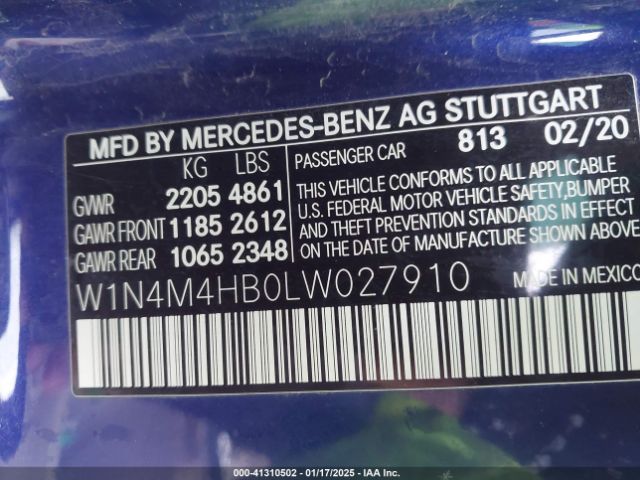 MFD BY MERCEDES-BENZ AG STUTTGART
KG LBS
GVWR 2205 4861
GAWR FRONT 1185 2612
GAWR REAR 1065 2348
PASSENGER CAR 813 02/20
THIS VEHICLE CONFORMS TO ALL APPLICABLE
U.S. FEDERAL MOTOR VEHICLE SAFETY, BUMPER
AND THEFT PREVENTION STANDARDS IN EFFECT
ON THE DATE OF MANUFACTURE SHOWN ABOVE
W1N4M4HB0LW027910
MADE IN MEXICO
000-41310502 - 01/17/2025 - IAA Inc.